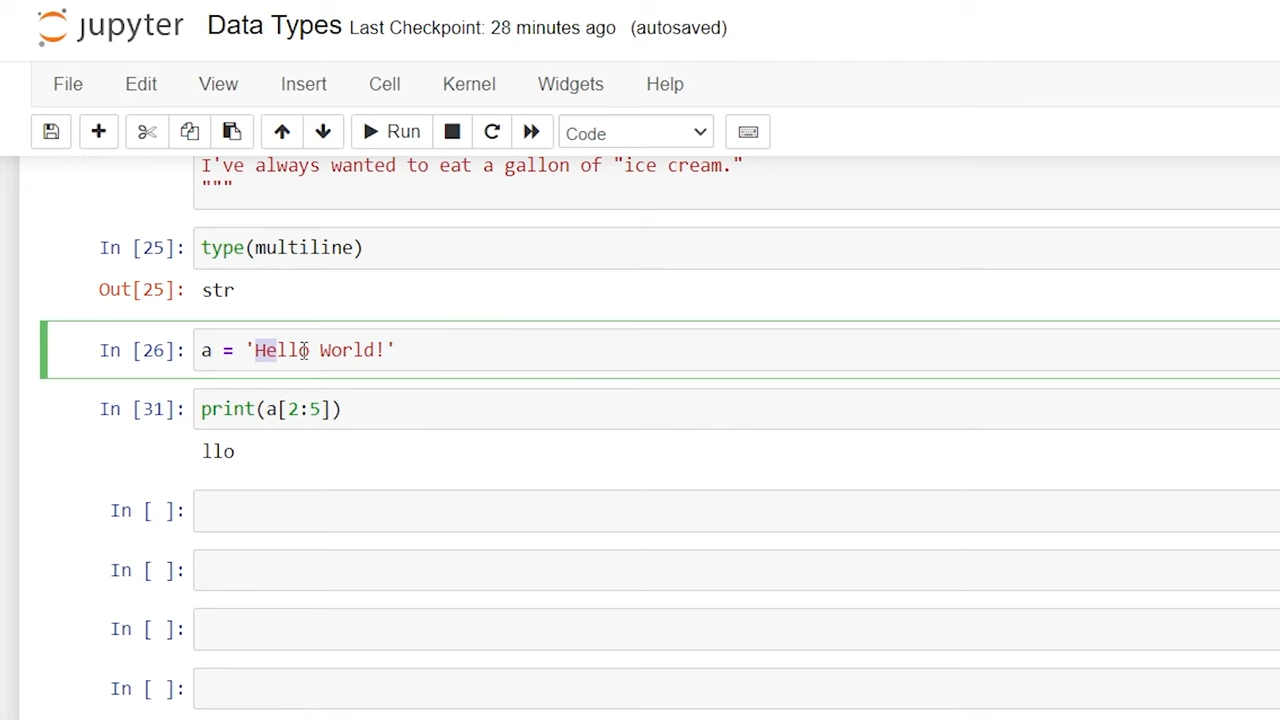 jupyter Data Types Last Checkpoint: 28 minutes ago (autosaved)
File Edit View Insert Cell Kernel Widgets Help
Run Code
I've always wanted to eat a gallon of "ice cream."
"""
In [25]: type(multiline)
Out[25]: str
In [26]: a = 'Hello World!'
In [31]: print(a[2:5])
llo
In [ ]:
In [ ]:
In [ ]:
In [ ]: